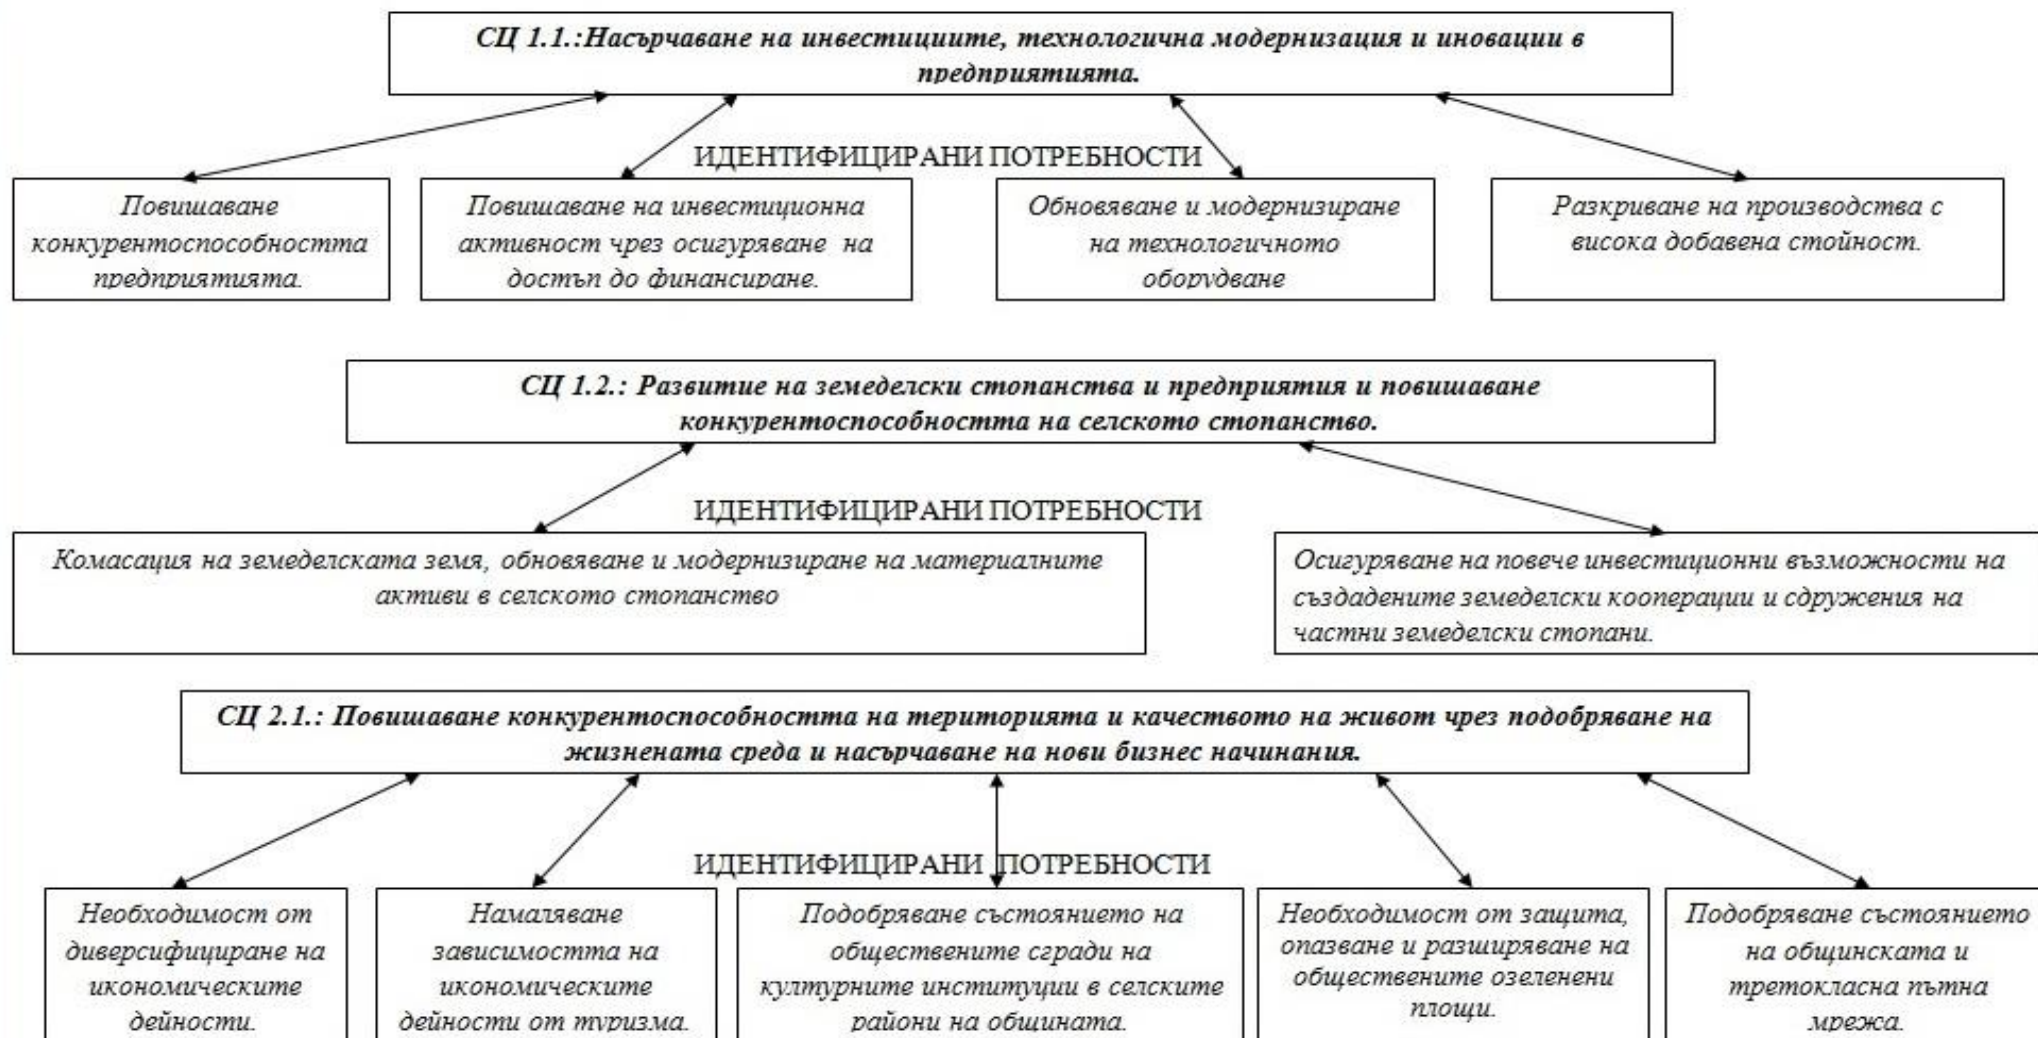 СЦ 1.1.:Насърчаване на инвестициите, технологична модернизация и иновации в
предприятията.
ИДЕНТИФИЦИРАНИ ПОТРЕБНОСТИ
Повишаване
конкурентоспособността
предприятията.
Повишаване на инвестиционна
активност чрез осигуряване на
достъп до финансиране.
Обновяване и модернизиране
на технологичното
оборудване
Разкриване на производства с
висока добавена стойност.
СЦ 1.2.: Развитие на земеделски стопанства и предприятия и повишаване
конкурентоспособността на селското стопанство.
ИДЕНТИФИЦИРАНИ ПОТРЕБНОСТИ
Комасация на земеделската земя, обновяване и модернизиране на материалните
активи в селското стопанство
Осигуряване на повече инвестиционни възможности на
създадените земеделски кооперации и сдружения на
частни земеделски стопани.
СЦ 2.1.: Повишаване конкурентоспособността на територията и качеството на живот чрез подобряване на
жизнената среда и насърчаване на нови бизнес начинания.
ИДЕНТИФИЦИРАНИ ПОТРЕБНОСТИ
Необходимост от
диверсифициране на
икономическите
дейности.
Намаляване
зависимостта на
икономическите
дейности от туризма.
Подобряване състоянието на
обществените сгради на
културните институции в селските
райони на общината.
Необходимост от защита,
опазване и разширяване на
обществените озеленени
площи.
Подобряване състоянието
на общинската и
третокласна пътна
мрежа.